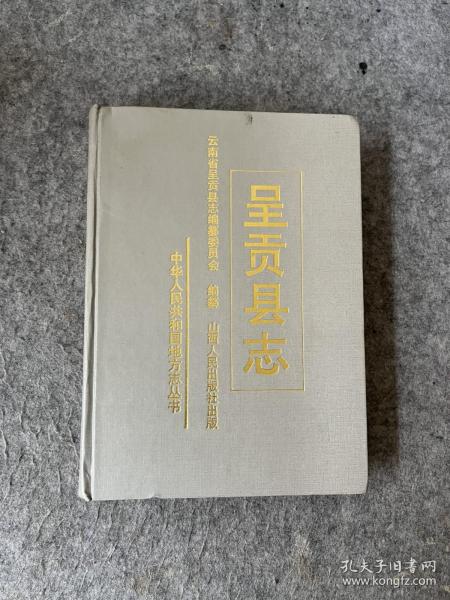 呈贡县志
云南省呈贡县志编纂委员会 编纂 山西人民出版社出版
中华人民共和国地方志丛书
孔夫子旧书网
www.kongfz.com